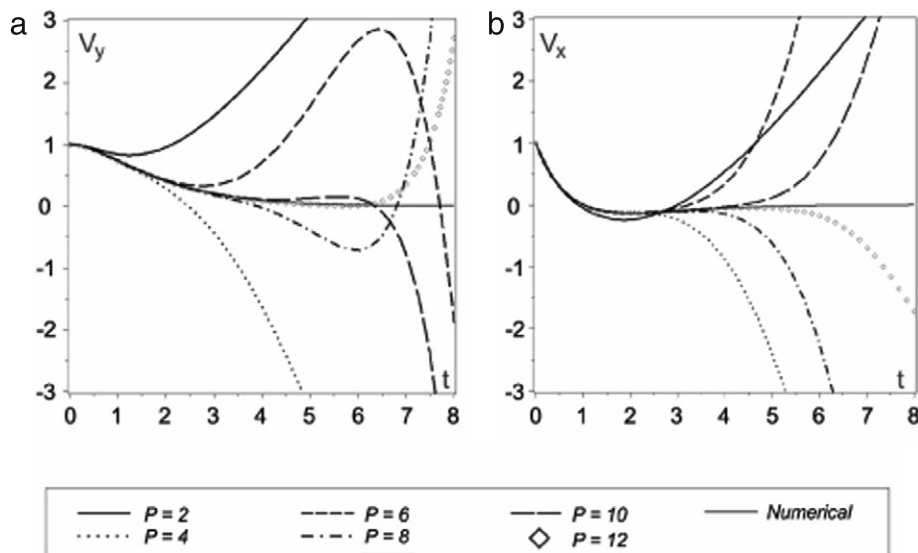 a
V_y
3
2
1
0
-1
-2
-3
t
0 1 2 3 4 5 6 7 8
b
V_x
3
2
1
0
-1
-2
-3
t
0 1 2 3 4 5 6 7 8
P = 2 P = 6 P = 10 Numerical
P = 4 P = 8 P = 12